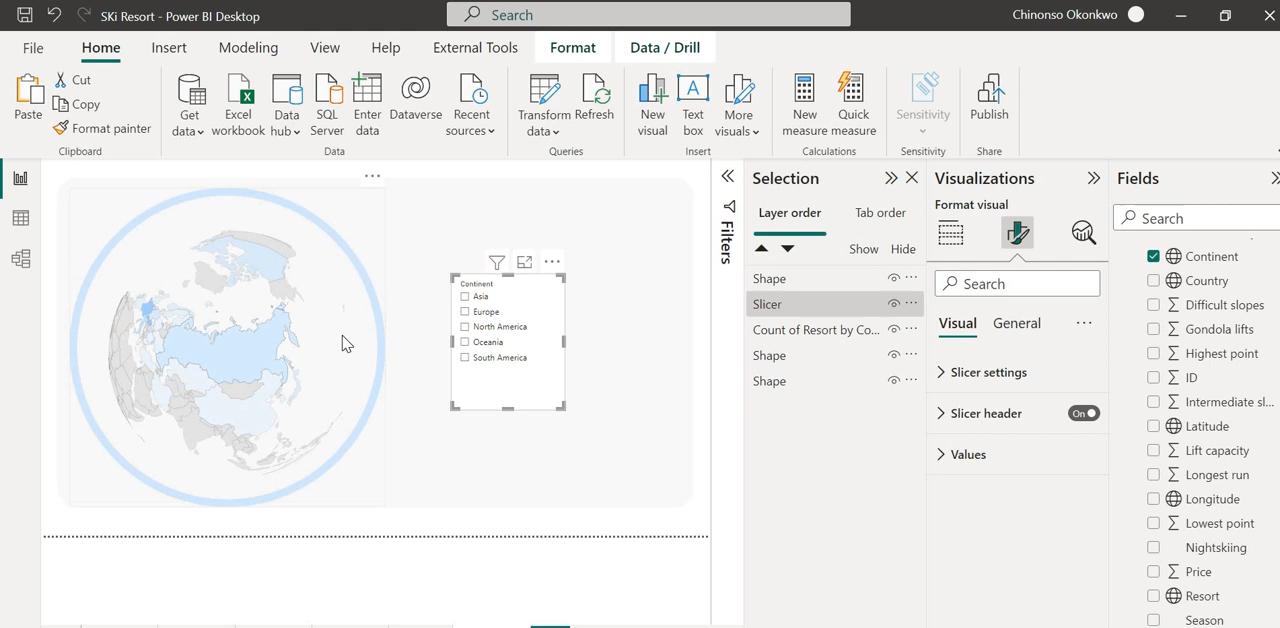 SKi Resort - Power BI Desktop
Search
Chinonso Okonkwo
File
Home
Insert
Modeling
View
Help
External Tools
Format
Data / Drill
Paste
Cut
Copy
Format painter
Clipboard
Get data
Excel workbook
Data hub
SQL Server
Enter data
Dataverse
Recent sources
Data
Transform data
Refresh
Queries
New visual
Text box
More visuals
Insert
New measure
Quick measure
Calculations
Sensitivity
Sensitivity
Publish
Share
Continent
Asia
Europe
North America
Oceania
South America
Filters
Selection
Layer order
Tab order
Show
Hide
Shape
Slicer
Count of Resort by Co...
Shape
Shape
Visualizations
Format visual
Search
Visual
General
Slicer settings
Slicer header
On
Values
Fields
Search
Continent
Country
Difficult slopes
Gondola lifts
Highest point
ID
Intermediate sl...
Latitude
Lift capacity
Longest run
Longitude
Lowest point
Nightskiing
Price
Resort
Season